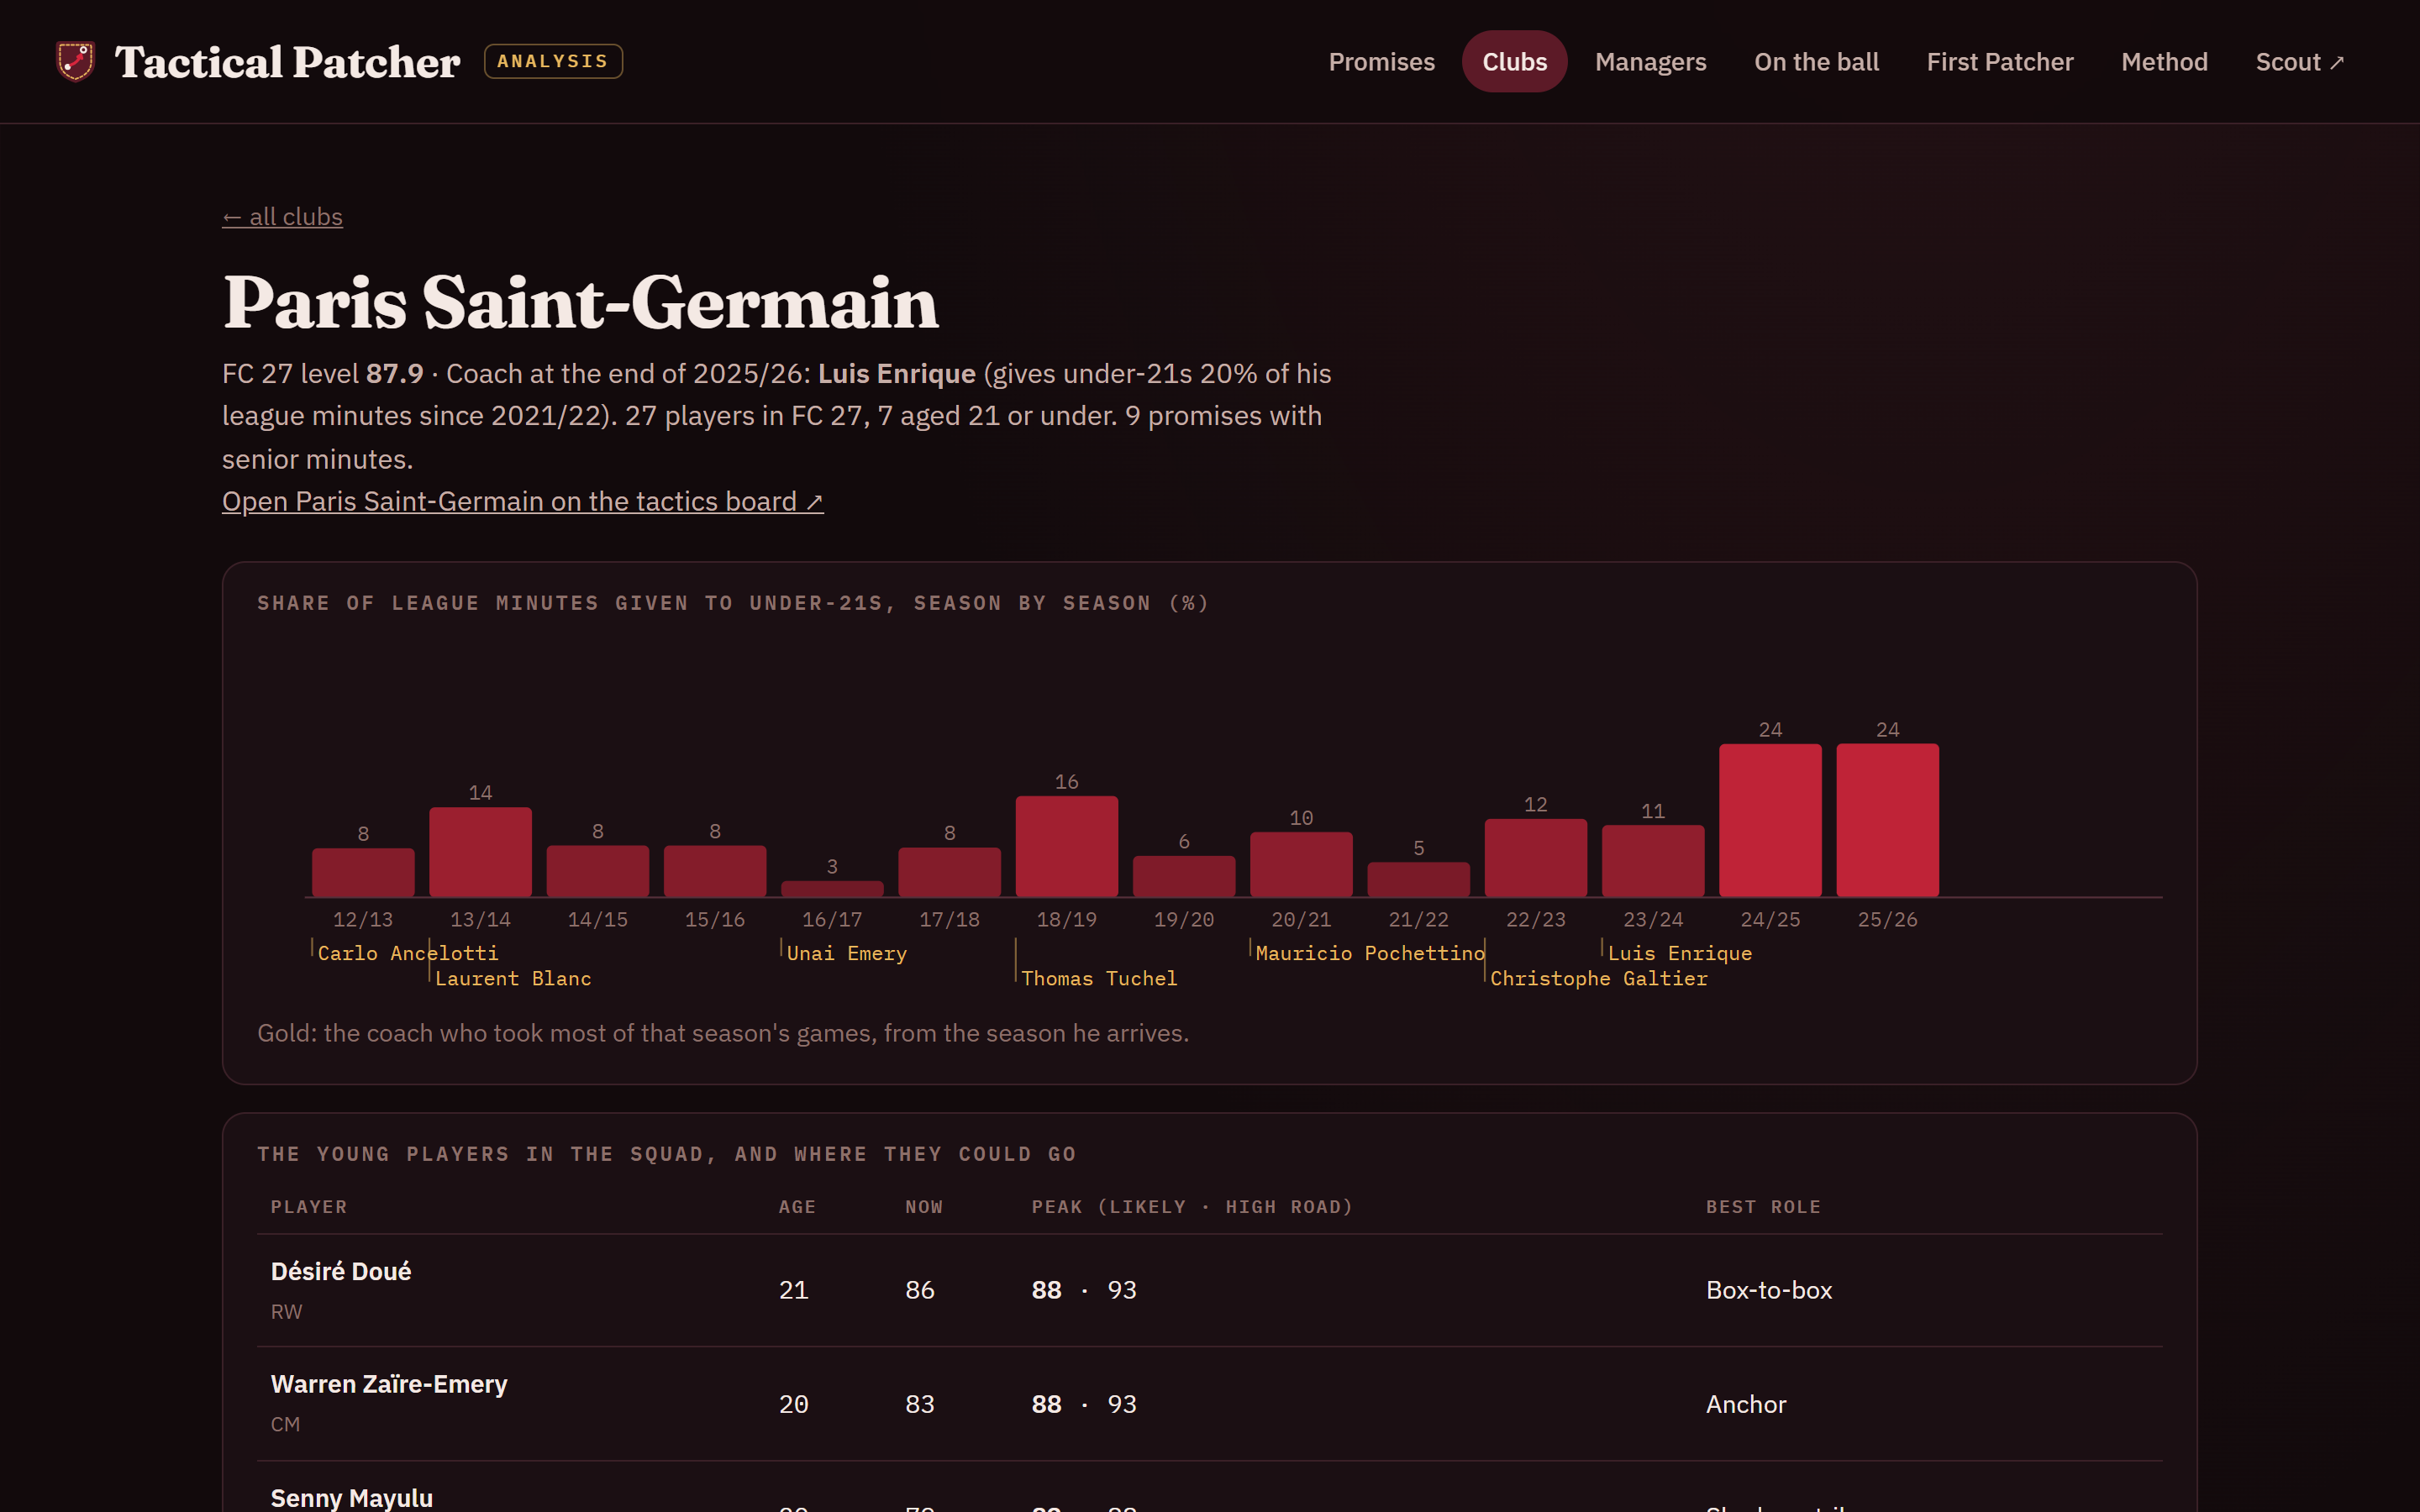 Tactical Patcher
ANALYSIS
Promises
Clubs
Managers
On the ball
First Patcher
Method
Scout ↗
← all clubs
Paris Saint-Germain
FC 27 level 87.9 · Coach at the end of 2025/26: Luis Enrique (gives under-21s 20% of his
league minutes since 2021/22). 27 players in FC 27, 7 aged 21 or under. 9 promises with
senior minutes.
Open Paris Saint-Germain on the tactics board ↗
SHARE OF LEAGUE MINUTES GIVEN TO UNDER-21S, SEASON BY SEASON (%)
8 14 8 8 3 8 16 6 10 5 12 11 24 24
12/13 13/14 14/15 15/16 16/17 17/18 18/19 19/20 20/21 21/22 22/23 23/24 24/25 25/26
Carlo Ancelotti Unai Emery Mauricio Pochettino Luis Enrique
Laurent Blanc Thomas Tuchel Christophe Galtier
Gold: the coach who took most of that season's games, from the season he arrives.
THE YOUNG PLAYERS IN THE SQUAD, AND WHERE THEY COULD GO
PLAYER AGE NOW PEAK (LIKELY · HIGH ROAD) BEST ROLE
Désiré Doué
RW
21 86 88 · 93 Box-to-box
Warren Zaïre-Emery
CM
20 83 88 · 93 Anchor
Senny Mayulu